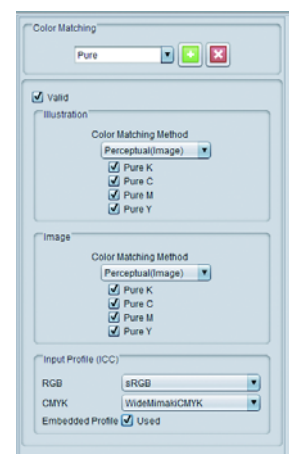 Color Matching
Pure
Valid
Illustration
Color Matching Method
Perceptual(Image)
Pure K
Pure C
Pure M
Pure Y
Image
Color Matching Method
Perceptual(Image)
Pure K
Pure C
Pure M
Pure Y
Input Profile (ICC)
RGB sRGB
CMYK WideMimakiCMYK
Embedded Profile Used